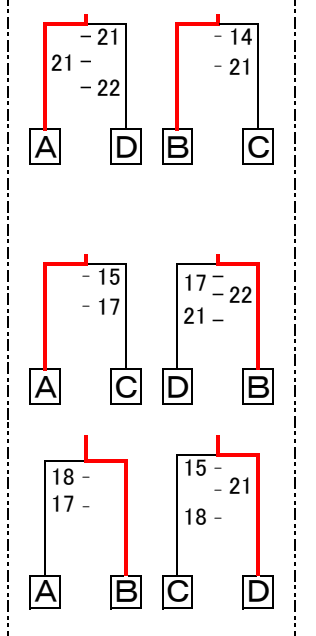 - 21 - 14
21 - - 21
- 22
A D B C
- 15 17 -
- 17 - 22
21 -
A C D B
18 - 15 -
17 - - 21
18 -
A B C D